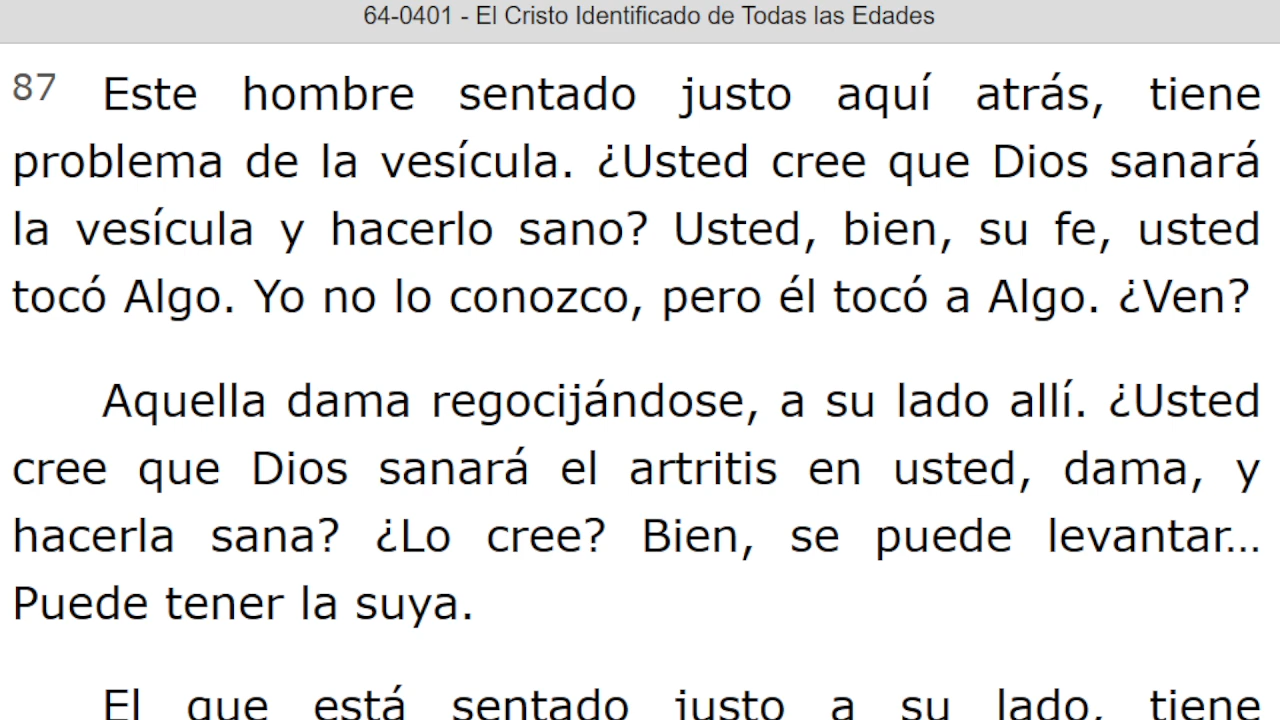 64-0401 - El Cristo Identificado de Todas las Edades
87 Este hombre sentado justo aquí atrás, tiene
problema de la vesícula. ¿Usted cree que Dios sanará
la vesícula y hacerlo sano? Usted, bien, su fe, usted
tocó Algo. Yo no lo conozco, pero él tocó a Algo. ¿Ven?
Aquella dama regocijándose, a su lado allí. ¿Usted
cree que Dios sanará el artritis en usted, dama, y
hacerla sana? ¿Lo cree? Bien, se puede levantar...
Puede tener la suya.
El que está sentado justo a su lado, tiene